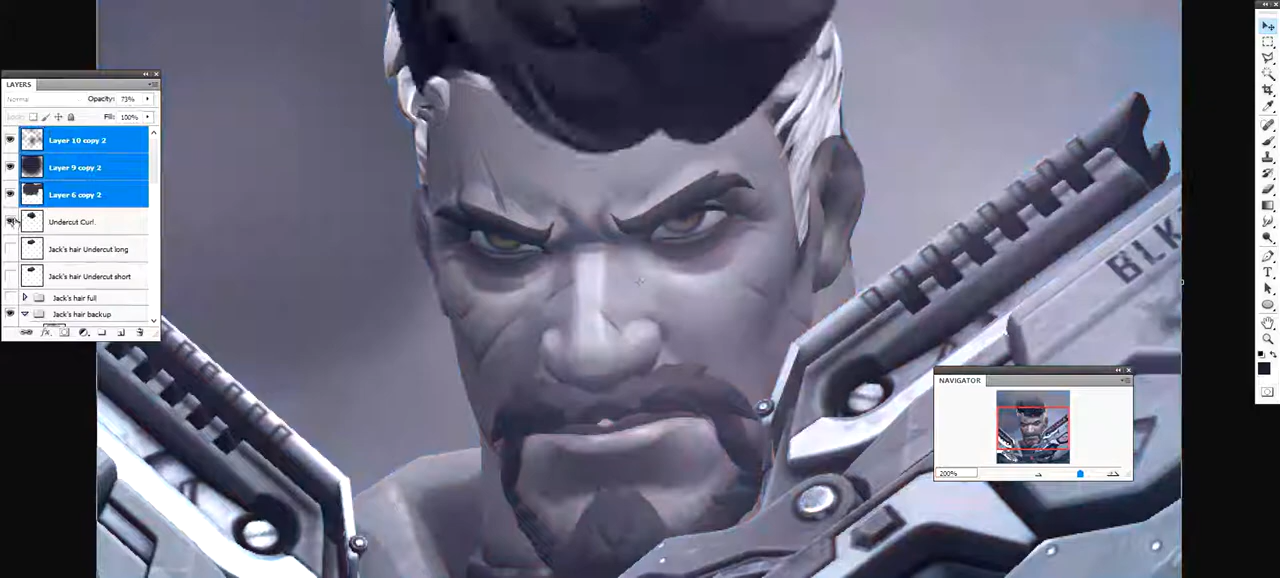 LAYERS
Normal
Opacity: 73%
Lock:
Fill: 100%
Layer 10 copy 2
Layer 9 copy 2
Layer 6 copy 2
Undercut Curl.
Jack's hair Undercut long
Jack's hair Undercut short
Jack's hair full
Jack's hair backup
BLK
NAVIGATOR
200%